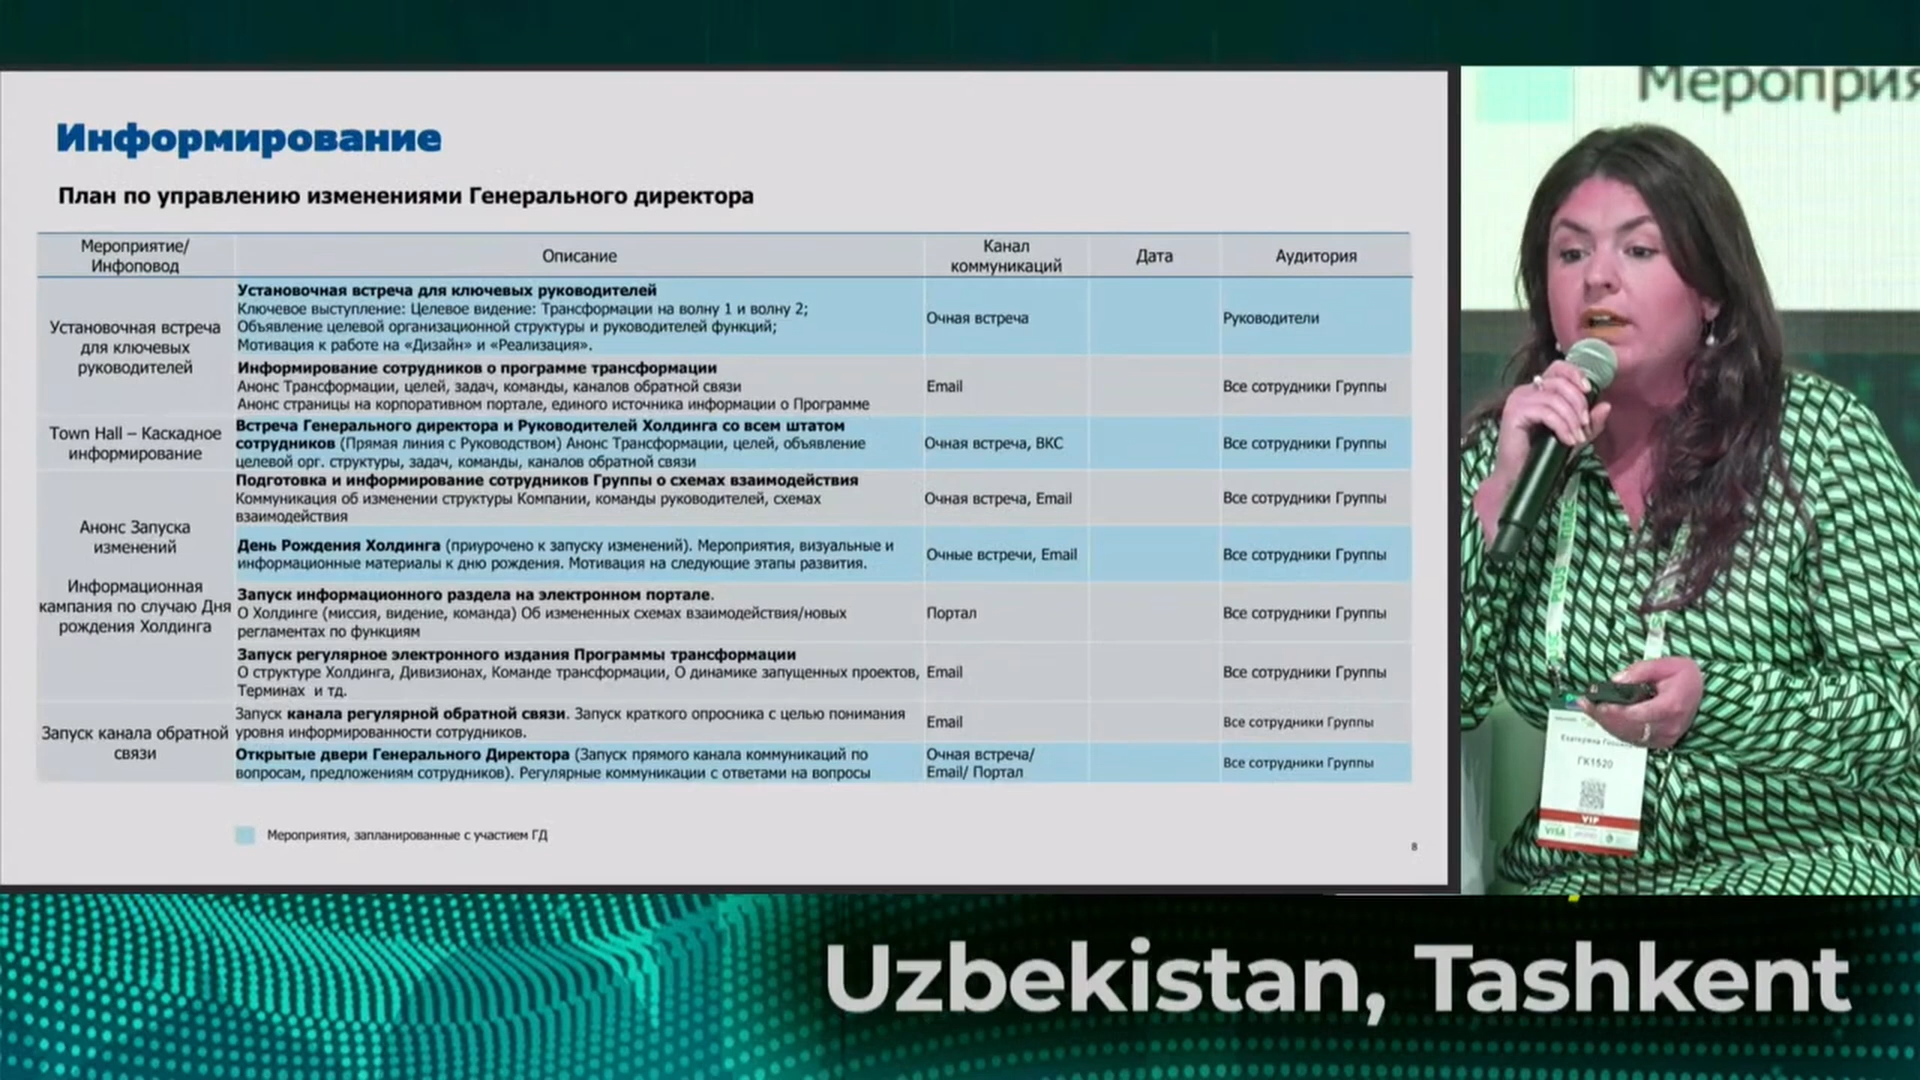 Информирование
План по управлению изменениями Генерального директора
Мероприятие/
Инфоповод
Описание
Канал
коммуникаций
Дата
Аудитория
Установочная встреча
для ключевых
руководителей
Установочная встреча для ключевых руководителей
Ключевое выступление: Целевое видение: Трансформации на волну 1 и волну 2;
Объявление целевой организационной структуры и руководителей функций;
Мотивация к работе на «Дизайн» и «Реализация».
Очная встреча
Руководители
Информирование сотрудников о программе трансформации
Анонс Трансформации, целей, задач, команды, каналов обратной связи
Анонс страницы на корпоративном портале, единого источника информации о Программе
Email
Все сотрудники Группы
Town Hall – Каскадное
информирование
Встреча Генерального директора и Руководителей Холдинга со всем штатом
сотрудников (Прямая линия с Руководством) Анонс Трансформации, целей, объявление
целевой орг. структуры, задач, команды, каналов обратной связи
Очная встреча, ВКС
Все сотрудники Группы
Анонс Запуска
изменений
Информационная
кампания по случаю Дня
рождения Холдинга
Подготовка и информирование сотрудников Группы о схемах взаимодействия
Коммуникация об изменении структуры Компании, команды руководителей, схемах
взаимодействия
Очная встреча, Email
Все сотрудники Группы
День Рождения Холдинга (приурочено к запуску изменений). Мероприятия, визуальные и
информационные материалы к дню рождения. Мотивация на следующие этапы развития.
Очные встречи, Email
Все сотрудники Группы
Запуск информационного раздела на электронном портале.
О Холдинге (миссия, видение, команда) Об измененных схемах взаимодействия/новых
регламентах по функциям
Портал
Все сотрудники Группы
Запуск регулярное электронного издания Программы трансформации
О структуре Холдинга, Дивизионах, Команде трансформации, О динамике запущенных проектов,
Терминах и тд.
Email
Все сотрудники Группы
Запуск канала обратной
связи
Запуск канала регулярной обратной связи. Запуск краткого опросника с целью понимания
уровня информированности сотрудников.
Email
Все сотрудники Группы
Открытые двери Генерального Директора (Запуск прямого канала коммуникаций по
вопросам, предложениям сотрудников). Регулярные коммуникации с ответами на вопросы
Очная встреча/
Email/ Портал
Все сотрудники Группы
Мероприятия, запланированные с участием ГД
8
Мероприя
PLUS
Екатерина
ГК1520
VIP
VISA
Uzbekistan, Tashkent